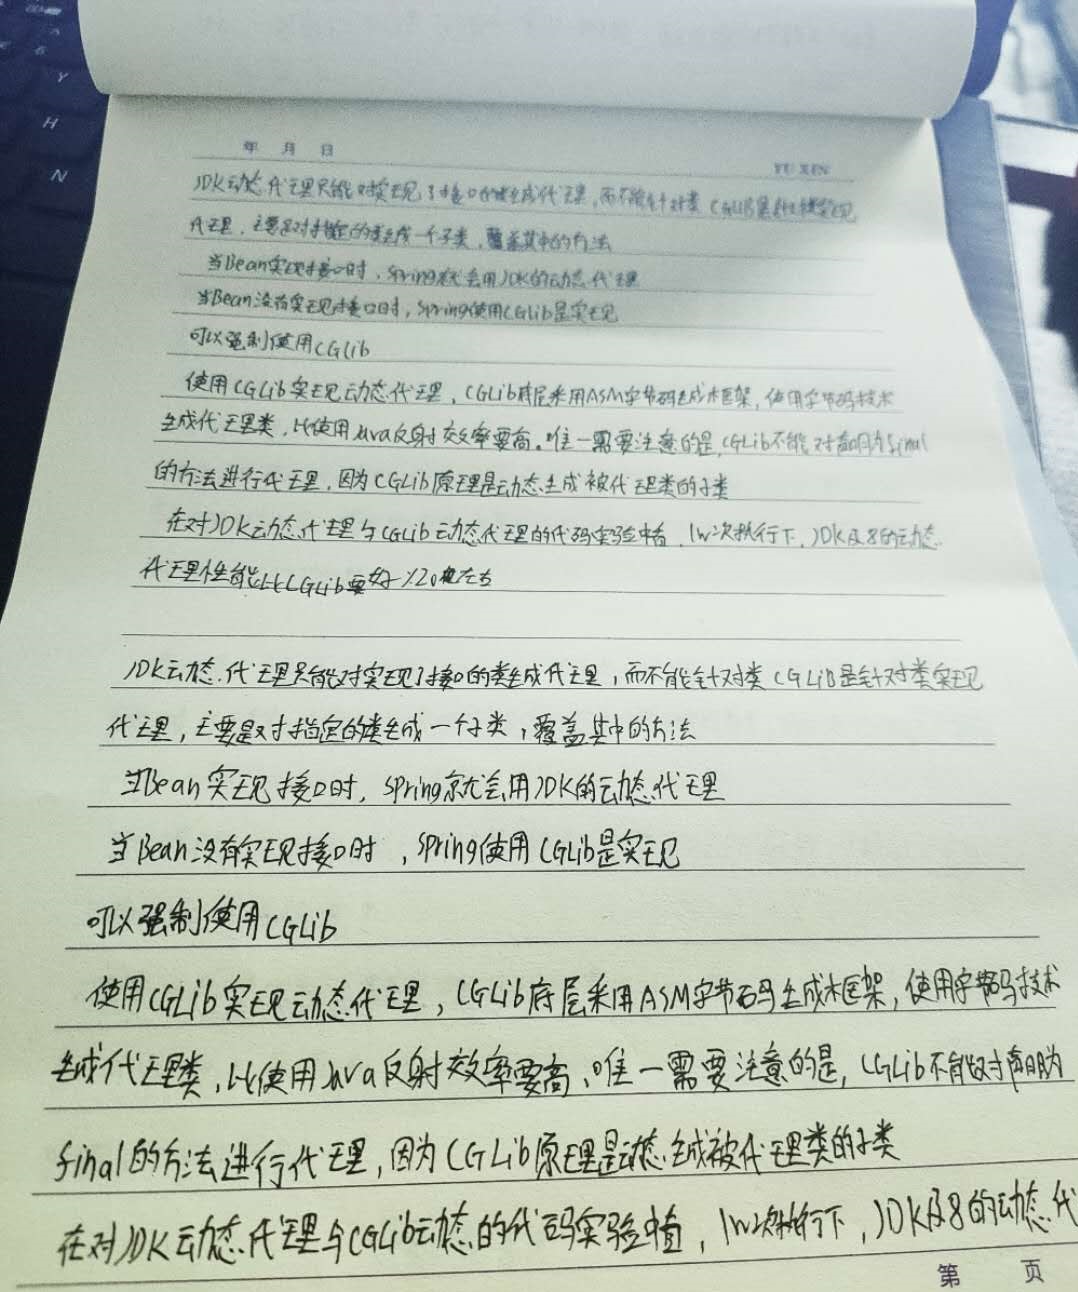 Y
H
N
年 月 日 YU XIN
JDK动态代理只能对实现了接口的类生成代理,而不能针对类 CGLIB是针对类实现
代理,主要是对指定的类生成一个子类,覆盖其中的方法
当Bean实现接口时,Spring就会用JDK的动态代理
当Bean没有实现接口时,Spring使用CGLib是实现
可以强制使用CGLib
使用CGLib实现动态代理,CGLib底层采用ASM字节码生成术框架,使用字节码技术
生成代理类,比使用Java反射效率要高。唯一需要注意的是,CGLib不能对声明为final
的方法进行代理,因为CGLib原理是动态生成被代理类的子类
在对JDK动态代理与CGLib动态代理的代码实验中看,1w次执行下,JDK及8的动态
代理性能比CGLib要好%20左右
JDK动态代理只能对实现了接口的类生成代理,而不能针对类 CGLib是针对类实现
代理,主要是对指定的类生成一个子类,覆盖其中的方法
当Bean实现接口时,Spring就会用JDK的动态代理
当Bean没有实现接口时,Spring使用CGLib是实现
可以强制使用CGLib
使用CGLib实现动态代理,CGLib底层采用ASM字节码生成术框架,使用字节码技术
生成代理类,比使用Java反射效率要高,唯一需要注意的是,CGLib不能对声明为
final的方法进行代理,因为CGLib原理是动态生成被代理类的子类
在对JDK动态代理与CGLib动态的代码实验中看,1w次执行下,JDK及8的动态代
第 页